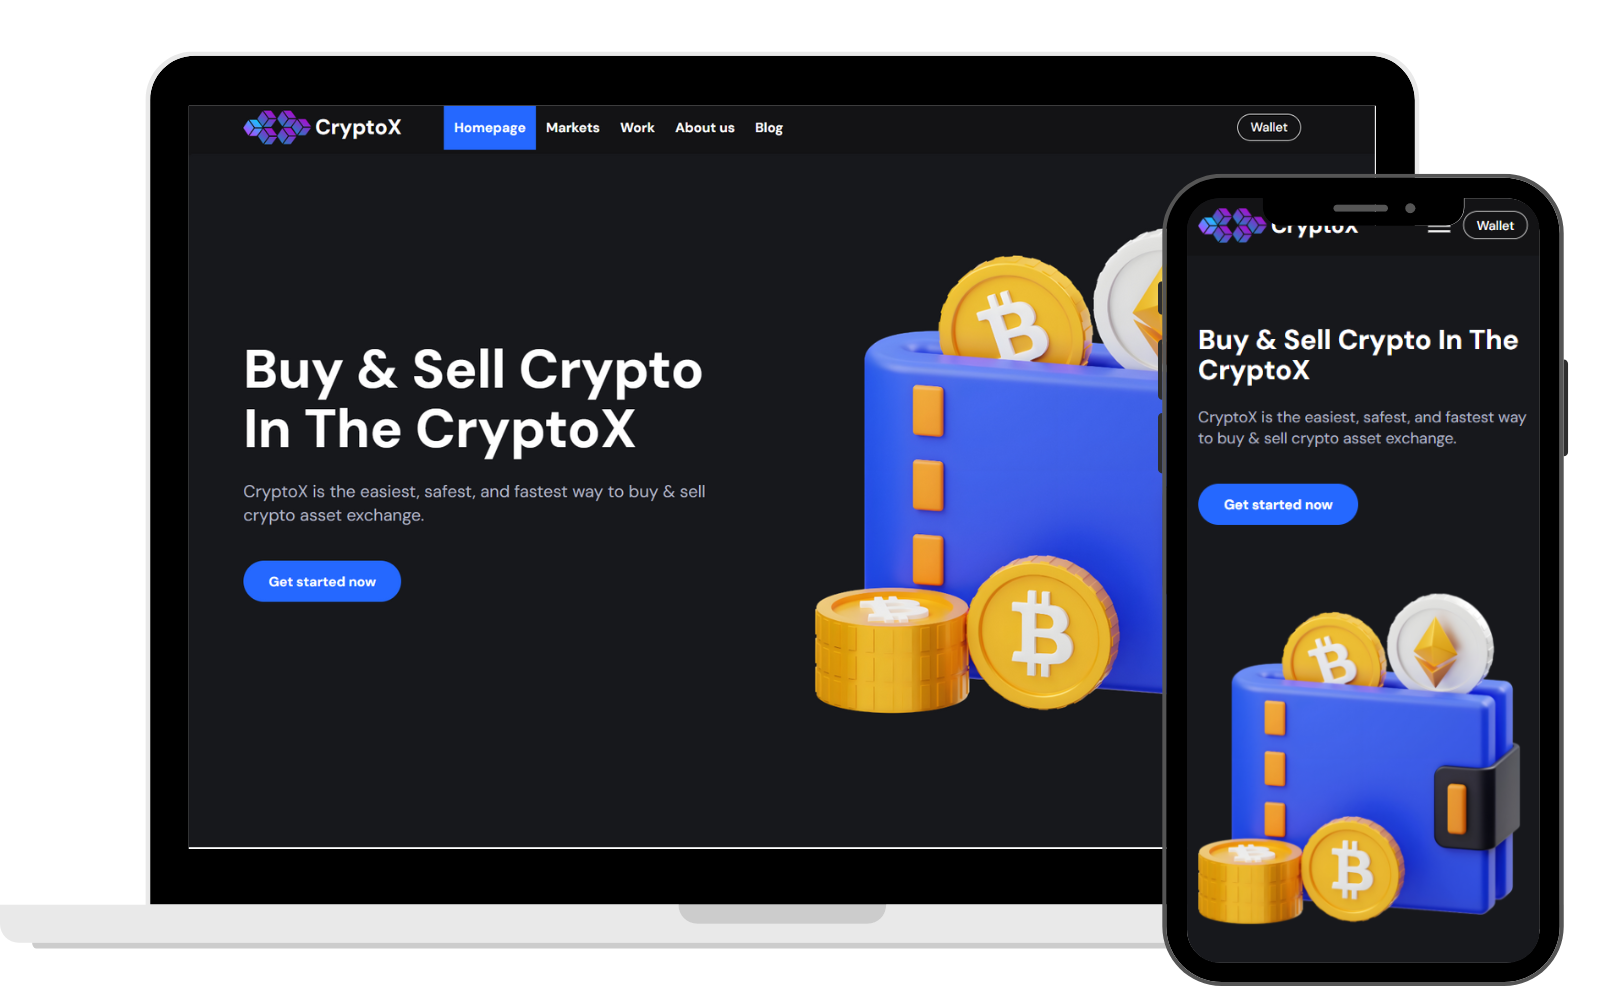 CryptoX
Homepage Markets Work About us Blog
Wallet
Buy & Sell Crypto
In The CryptoX
CryptoX is the easiest, safest, and fastest way to buy & sell
crypto asset exchange.
Get started now
CryptoX
Wallet
Buy & Sell Crypto In The
CryptoX
CryptoX is the easiest, safest, and fastest way
to buy & sell crypto asset exchange.
Get started now